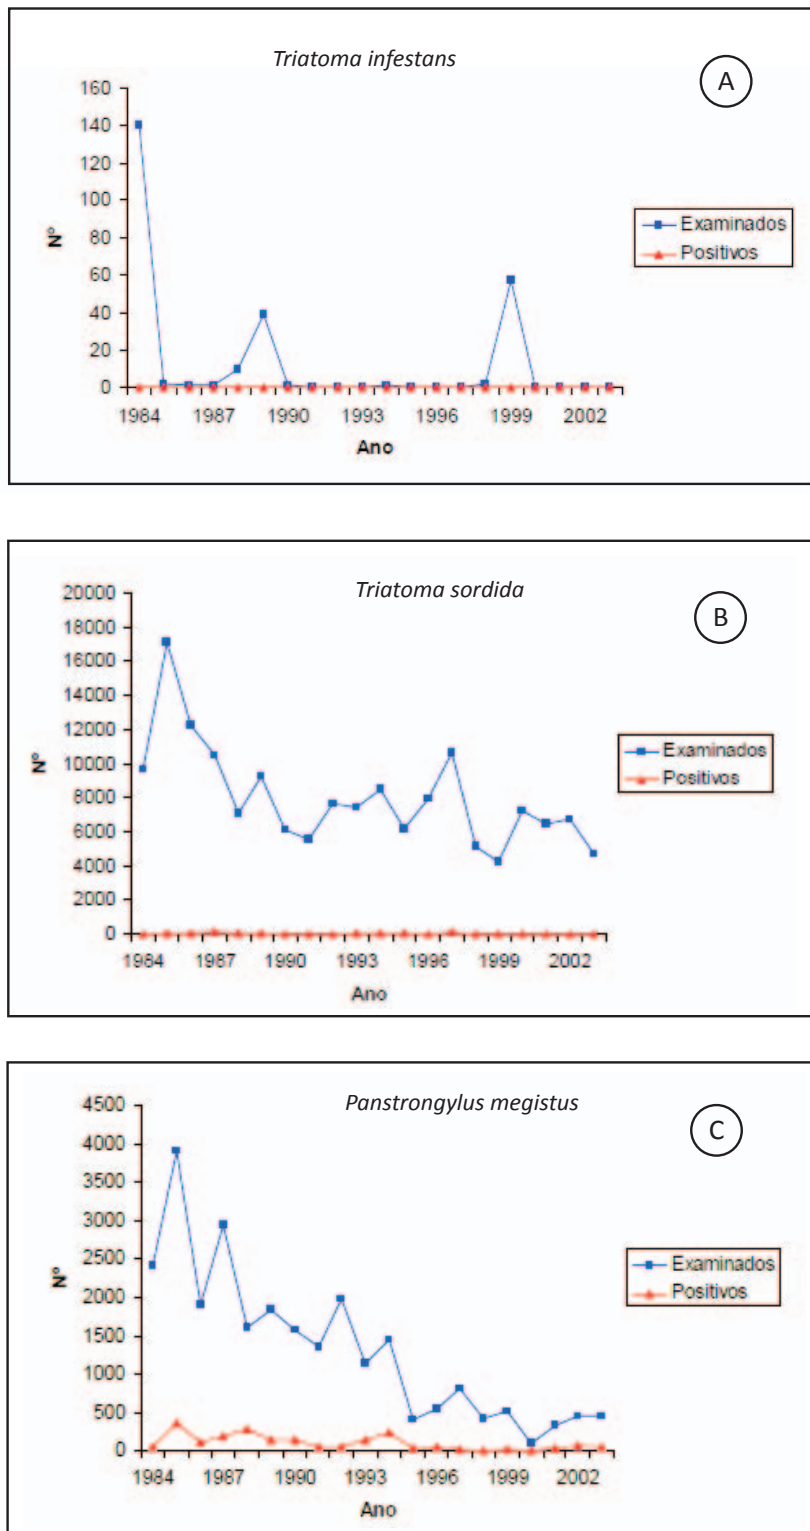 Triatoma infestans
A
160
140
120
100
80
60
40
20
0
Nº
1984 1987 1990 1993 1996 1999 2002
Ano
Examinados
Positivos
Triatoma sordida
B
20000
18000
16000
14000
12000
10000
8000
6000
4000
2000
0
Nº
1984 1987 1990 1993 1996 1999 2002
Ano
Examinados
Positivos
Panstrongylus megistus
C
4500
4000
3500
3000
2500
2000
1500
1000
500
0
Nº
1984 1987 1990 1993 1996 1999 2002
Ano
Examinados
Positivos